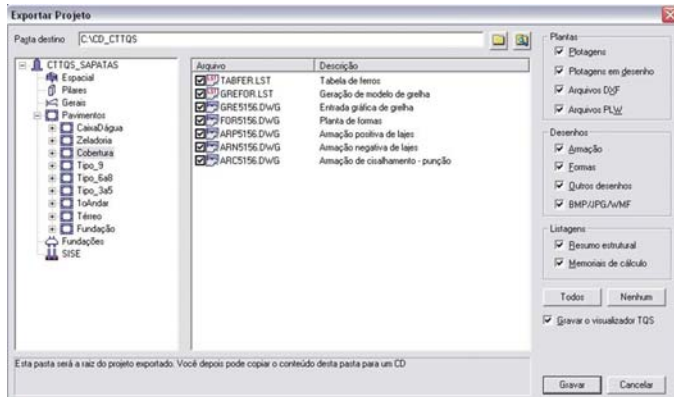 Exportar Projeto
Pasta destino C:\CD_CTTQS
CTTQS_SAPATAS
Espacial
Pilares
Gerais
Pavimentos
CaixaDágua
Zeladoria
Cobertura
Tipo_9
Tipo_6a8
Tipo_3a5
1oAndar
Térreo
Fundação
Fundações
SISE
Arquivo Descrição
TABFER.LST Tabela de ferros
GREFOR.LST Geração de modelo de grelha
GRE5156.DWG Entrada gráfica de grelha
FOR5156.DWG Planta de formas
ARP5156.DWG Armação positiva de lajes
ARN5156.DWG Armação negativa de lajes
ARC5156.DWG Armação de cisalhamento - punção
Plantas
Plotagens
Plotagens em desenho
Arquivos DXF
Arquivos PLW
Desenhos
Armação
Formas
Outros desenhos
BMP/JPG/WMF
Listagens
Resumo estrutural
Memoriais de cálculo
Todos Nenhum
Gravar o visualizador TQS
Esta pasta será a raiz do projeto exportado. Você depois pode copiar o conteúdo desta pasta para um CD
Gravar Cancelar